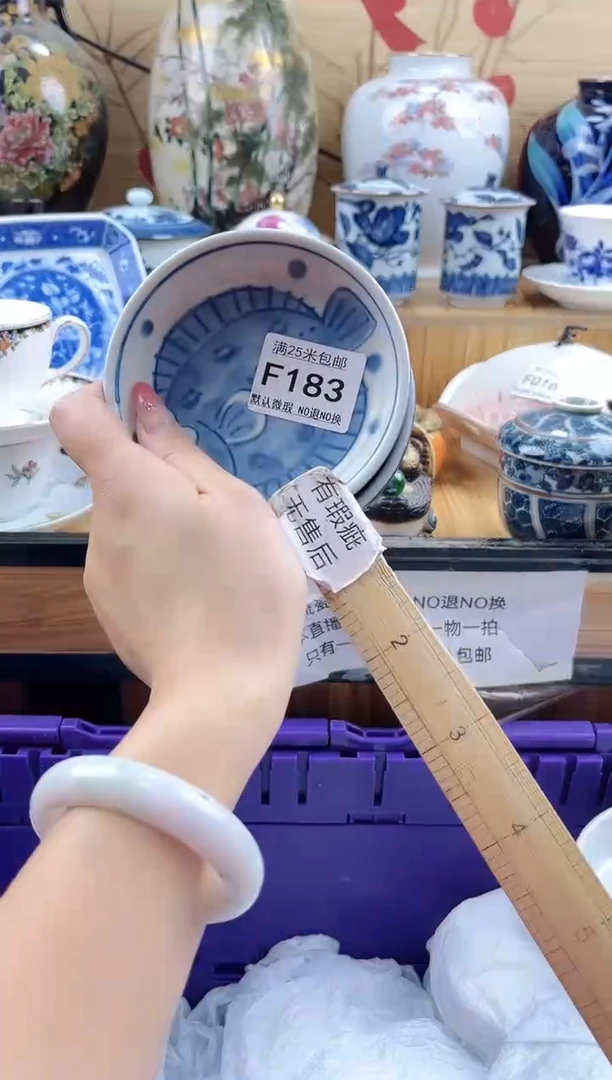 满25米包邮
F183
默认微瑕 NO退NO换
有瑕疵
无售后
F010
NO退NO换
直播
一物一拍
只有一
包邮
2
3
4
5